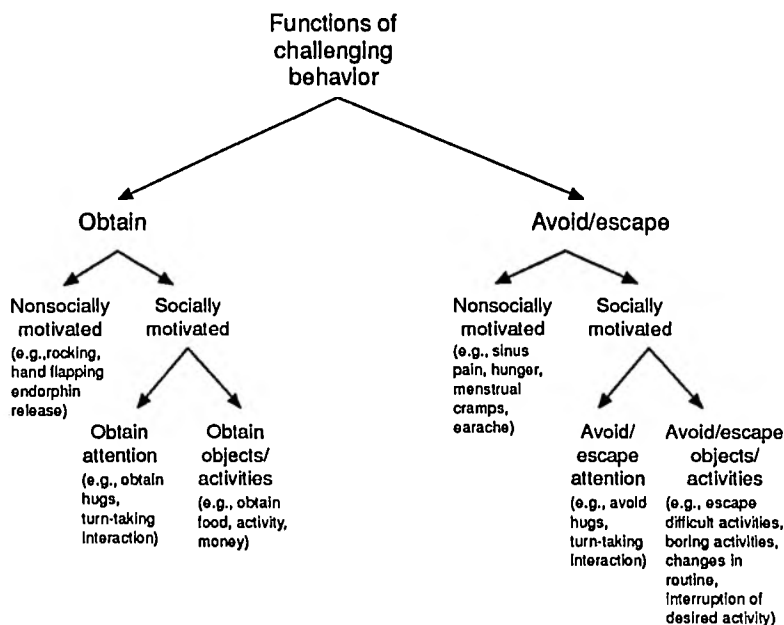 Functions of
challenging
behavior
Obtain
Avoid/escape
Nonsocially
motivated
(e.g.,rocking,
hand flapping
endorphin
release)
Socially
motivated
Nonsocially
motivated
(e.g., sinus
pain, hunger,
menstrual
cramps,
earache)
Socially
motivated
Obtain
attention
(e.g., obtain
hugs,
turn-taking
interaction)
Obtain
objects/
activities
(e.g., obtain
food, activity,
money)
Avoid/
escape
attention
(e.g., avoid
hugs,
turn-taking
interaction)
Avoid/escape
objects/
activities
(e.g., escape
difficult activities,
boring activities,
changes in
routine,
interruption of
desired activity)